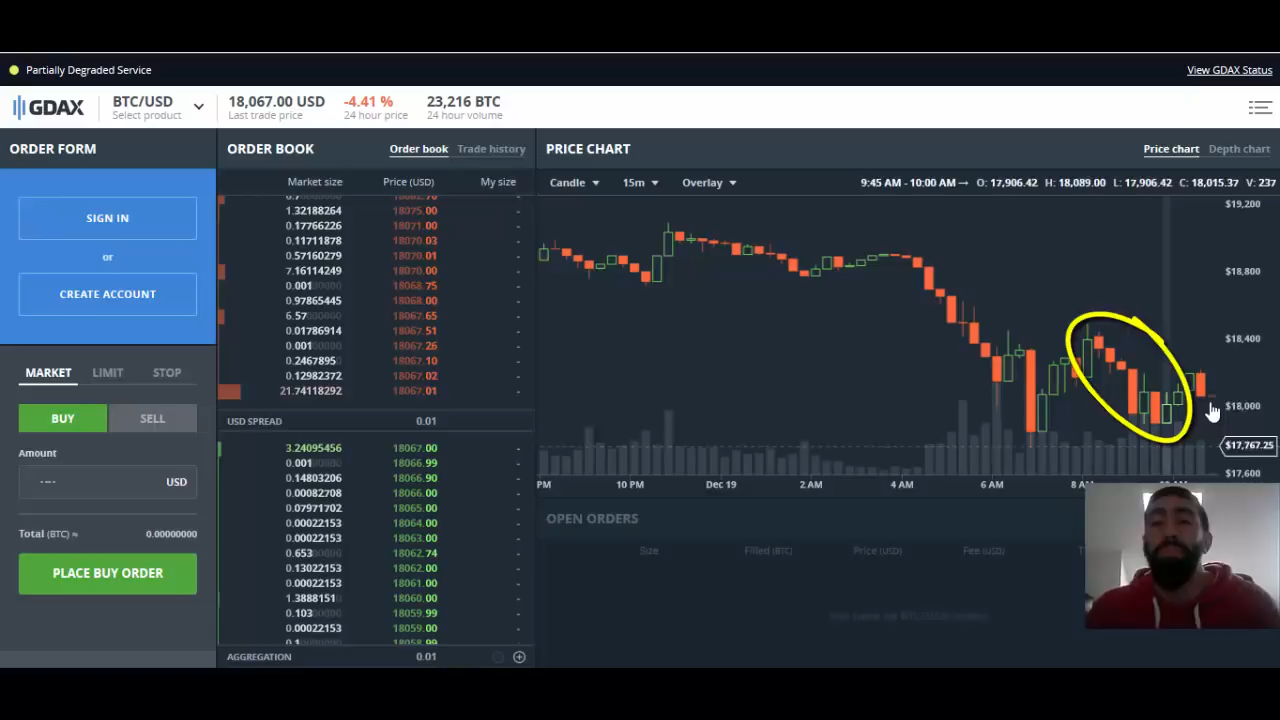 Partially Degraded Service
View GDAX Status
GDAX
BTC/USD
Select product
18,067.00 USD
Last trade price
-4.41 %
24 hour price
23,216 BTC
24 hour volume
ORDER FORM
SIGN IN
or
CREATE ACCOUNT
MARKET LIMIT STOP
BUY SELL
Amount
---- USD
Total (BTC) ≈ 0.00000000
PLACE BUY ORDER
ORDER BOOK
Order book Trade history
Market size Price (USD) My size
1.32188264 18075.00 -
0.17766226 18071.00 -
0.11711878 18070.03 -
0.57160279 18070.01 -
7.16114249 18070.00 -
0.00100000 18068.75 -
0.97865445 18068.00 -
6.57000000 18067.65 -
0.01786914 18067.51 -
0.00100000 18067.26 -
0.2467895 18067.10 -
0.12982372 18067.02 -
21.74118292 18067.01 -
USD SPREAD 0.01
3.24095456 18067.00 -
0.00100000 18066.99 -
0.14803206 18066.90 -
0.00082708 18066.00 -
0.07971702 18065.00 -
0.00022153 18064.00 -
0.00022153 18063.00 -
0.65300000 18062.74 -
0.13022153 18062.00 -
0.00022153 18061.00 -
1.3888151 18060.00 -
0.10300000 18059.99 -
0.00022153 18059.00 -
18058.99 -
AGGREGATION 0.01
PRICE CHART
Price chart Depth chart
Candle 15m Overlay
9:45 AM - 10:00 AM → O: 17,906.42 H: 18,089.00 L: 17,906.42 C: 18,015.37 V: 237
$19,200
$18,800
$18,400
$18,000
$17,767.25
$17,600
PM 10 PM Dec 19 2 AM 4 AM 6 AM 8 AM
OPEN ORDERS
Size Filled (BTC) Price (USD) Fee (USD)